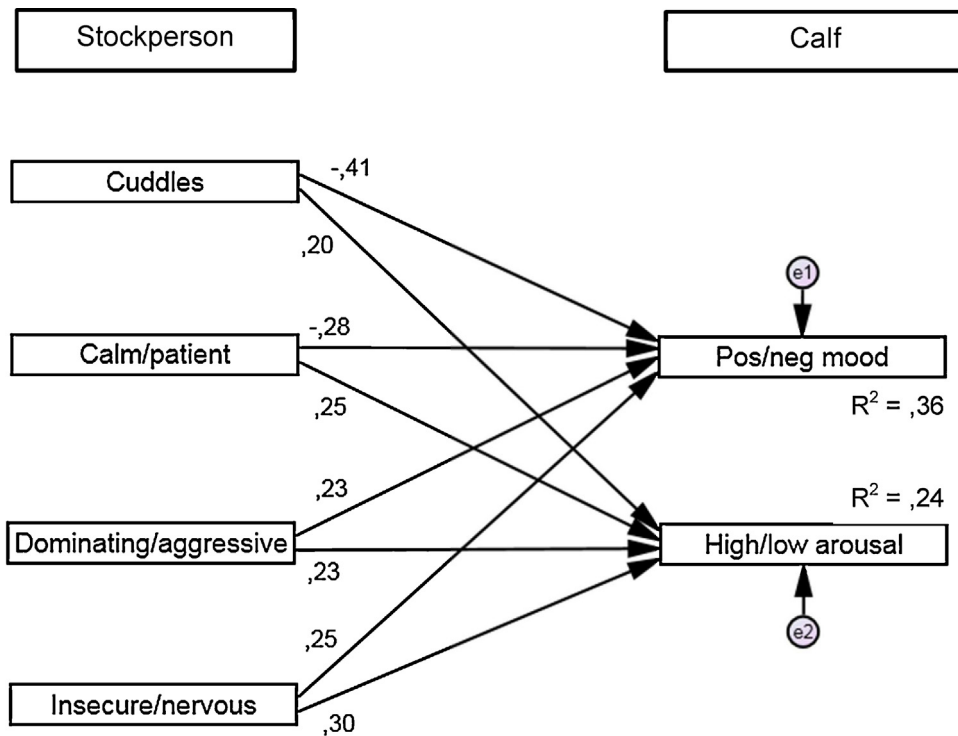 Stockperson
Calf
Cuddles
-,41
,20
Calm/patient
-,28
,25
Dominating/aggressive
,23
,23
Insecure/nervous
,25
,30
e1
Pos/neg mood
R² = ,36
R² = ,24
High/low arousal
e2